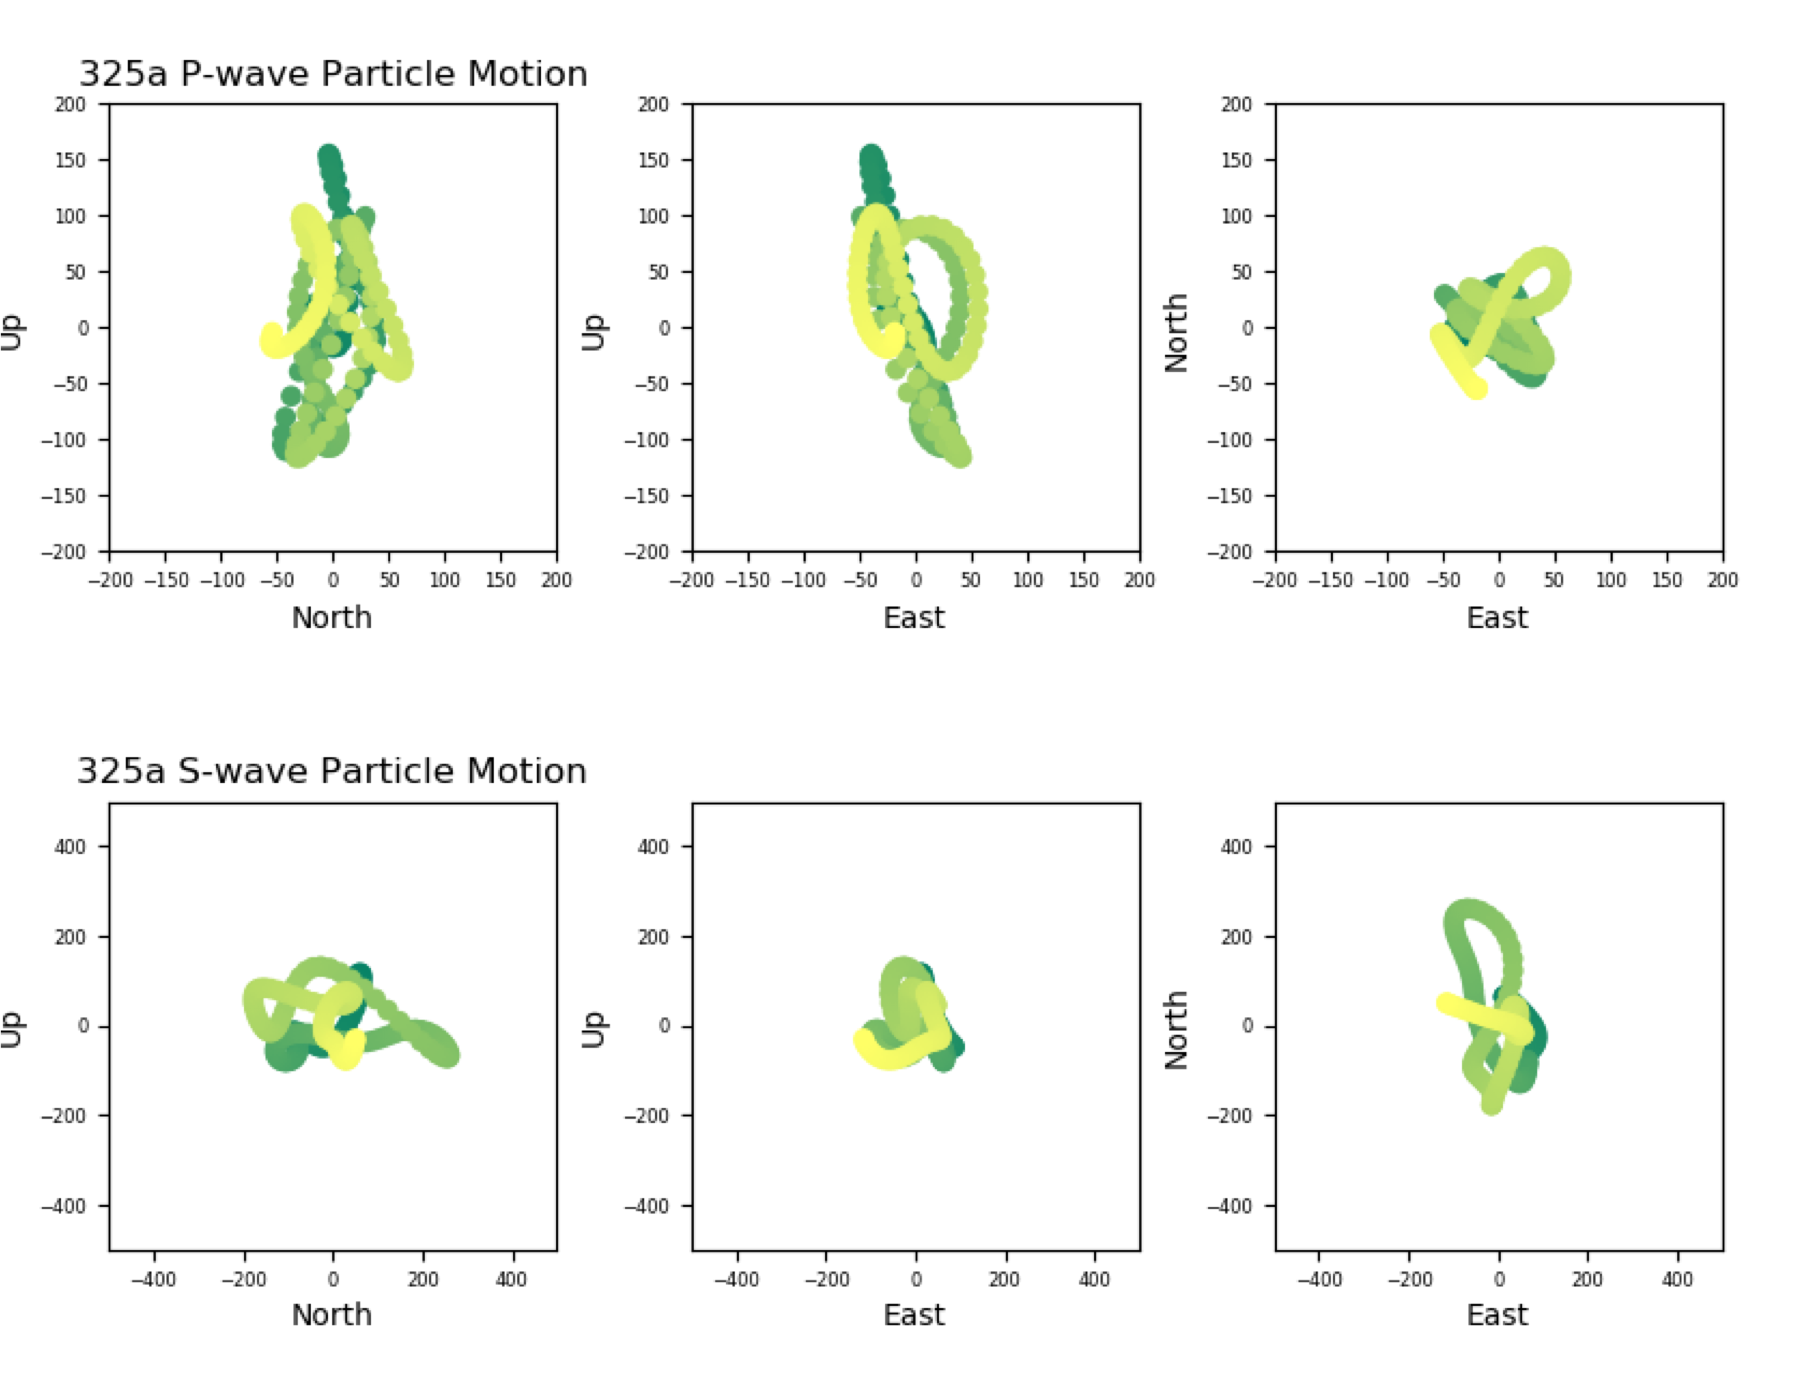 325a P-wave Particle Motion
200 200 200
150 150 150
100 100 100
50 50 50
Up 0 Up 0 North 0
−50 −50 −50
−100 −100 −100
−150 −150 −150
−200 −200 −200
−200 −150 −100 −50 0 50 100 150 200 −200 −150 −100 −50 0 50 100 150 200 −200 −150 −100 −50 0 50 100 150 200
North East East
325a S-wave Particle Motion
400 400 400
200 200 200
Up 0 Up 0 North 0
−200 −200 −200
−400 −400 −400
−400 −200 0 200 400 −400 −200 0 200 400 −400 −200 0 200 400
North East East